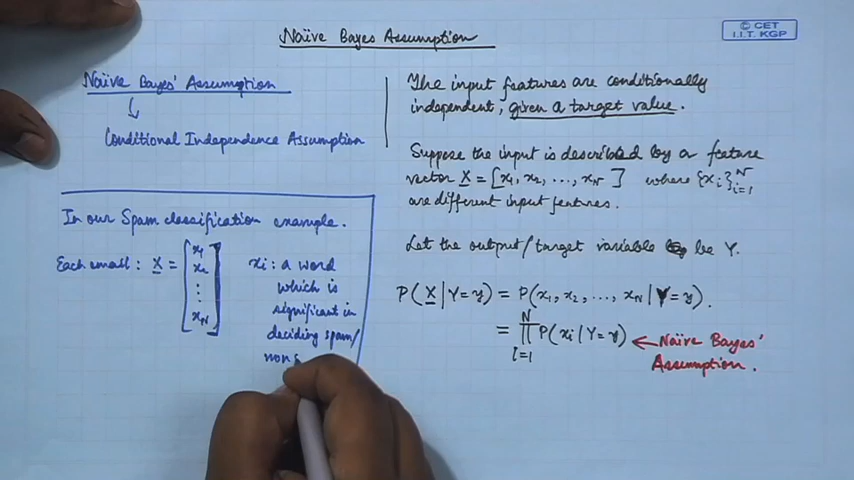 Naïve Bayes Assumption
© CET
I.I.T. KGP
Naïve Bayes' Assumption
Conditional Independence Assumption
In our Spam classification example.
Each email : X = [x1 x2 ⋮ xN]
xi : a word
which is
significant in
deciding spam/
non s
The input features are conditionally
independent, given a target value.
Suppose the input is described by a feature
vector X = [x1, x2, ..., xN] where {xi}_{i=1}^{N}
are different input features.
Let the output/target variable be Y.
P(X | Y=y) = P(x1, x2, ..., xN | Y=y).
= ∏_{i=1}^{N} P(xi | Y=y) ← Naïve Bayes'
Assumption.